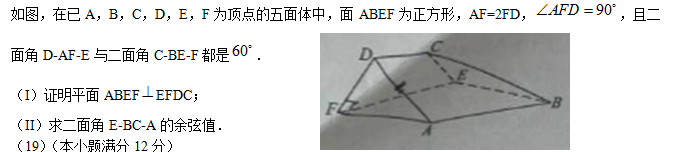 如图，在已 A，B，C，D，E，F 为顶点的五面体中，面 ABEF 为正方形，AF=2FD，∠AFD=90°，且二
面角 D-AF-E 与二面角 C-BE-F 都是 60°．
(I) 证明平面 ABEF⊥EFDC；
(II) 求二面角 E-BC-A 的余弦值．
(19)（本小题满分 12 分）
D
C
E
F
A
B